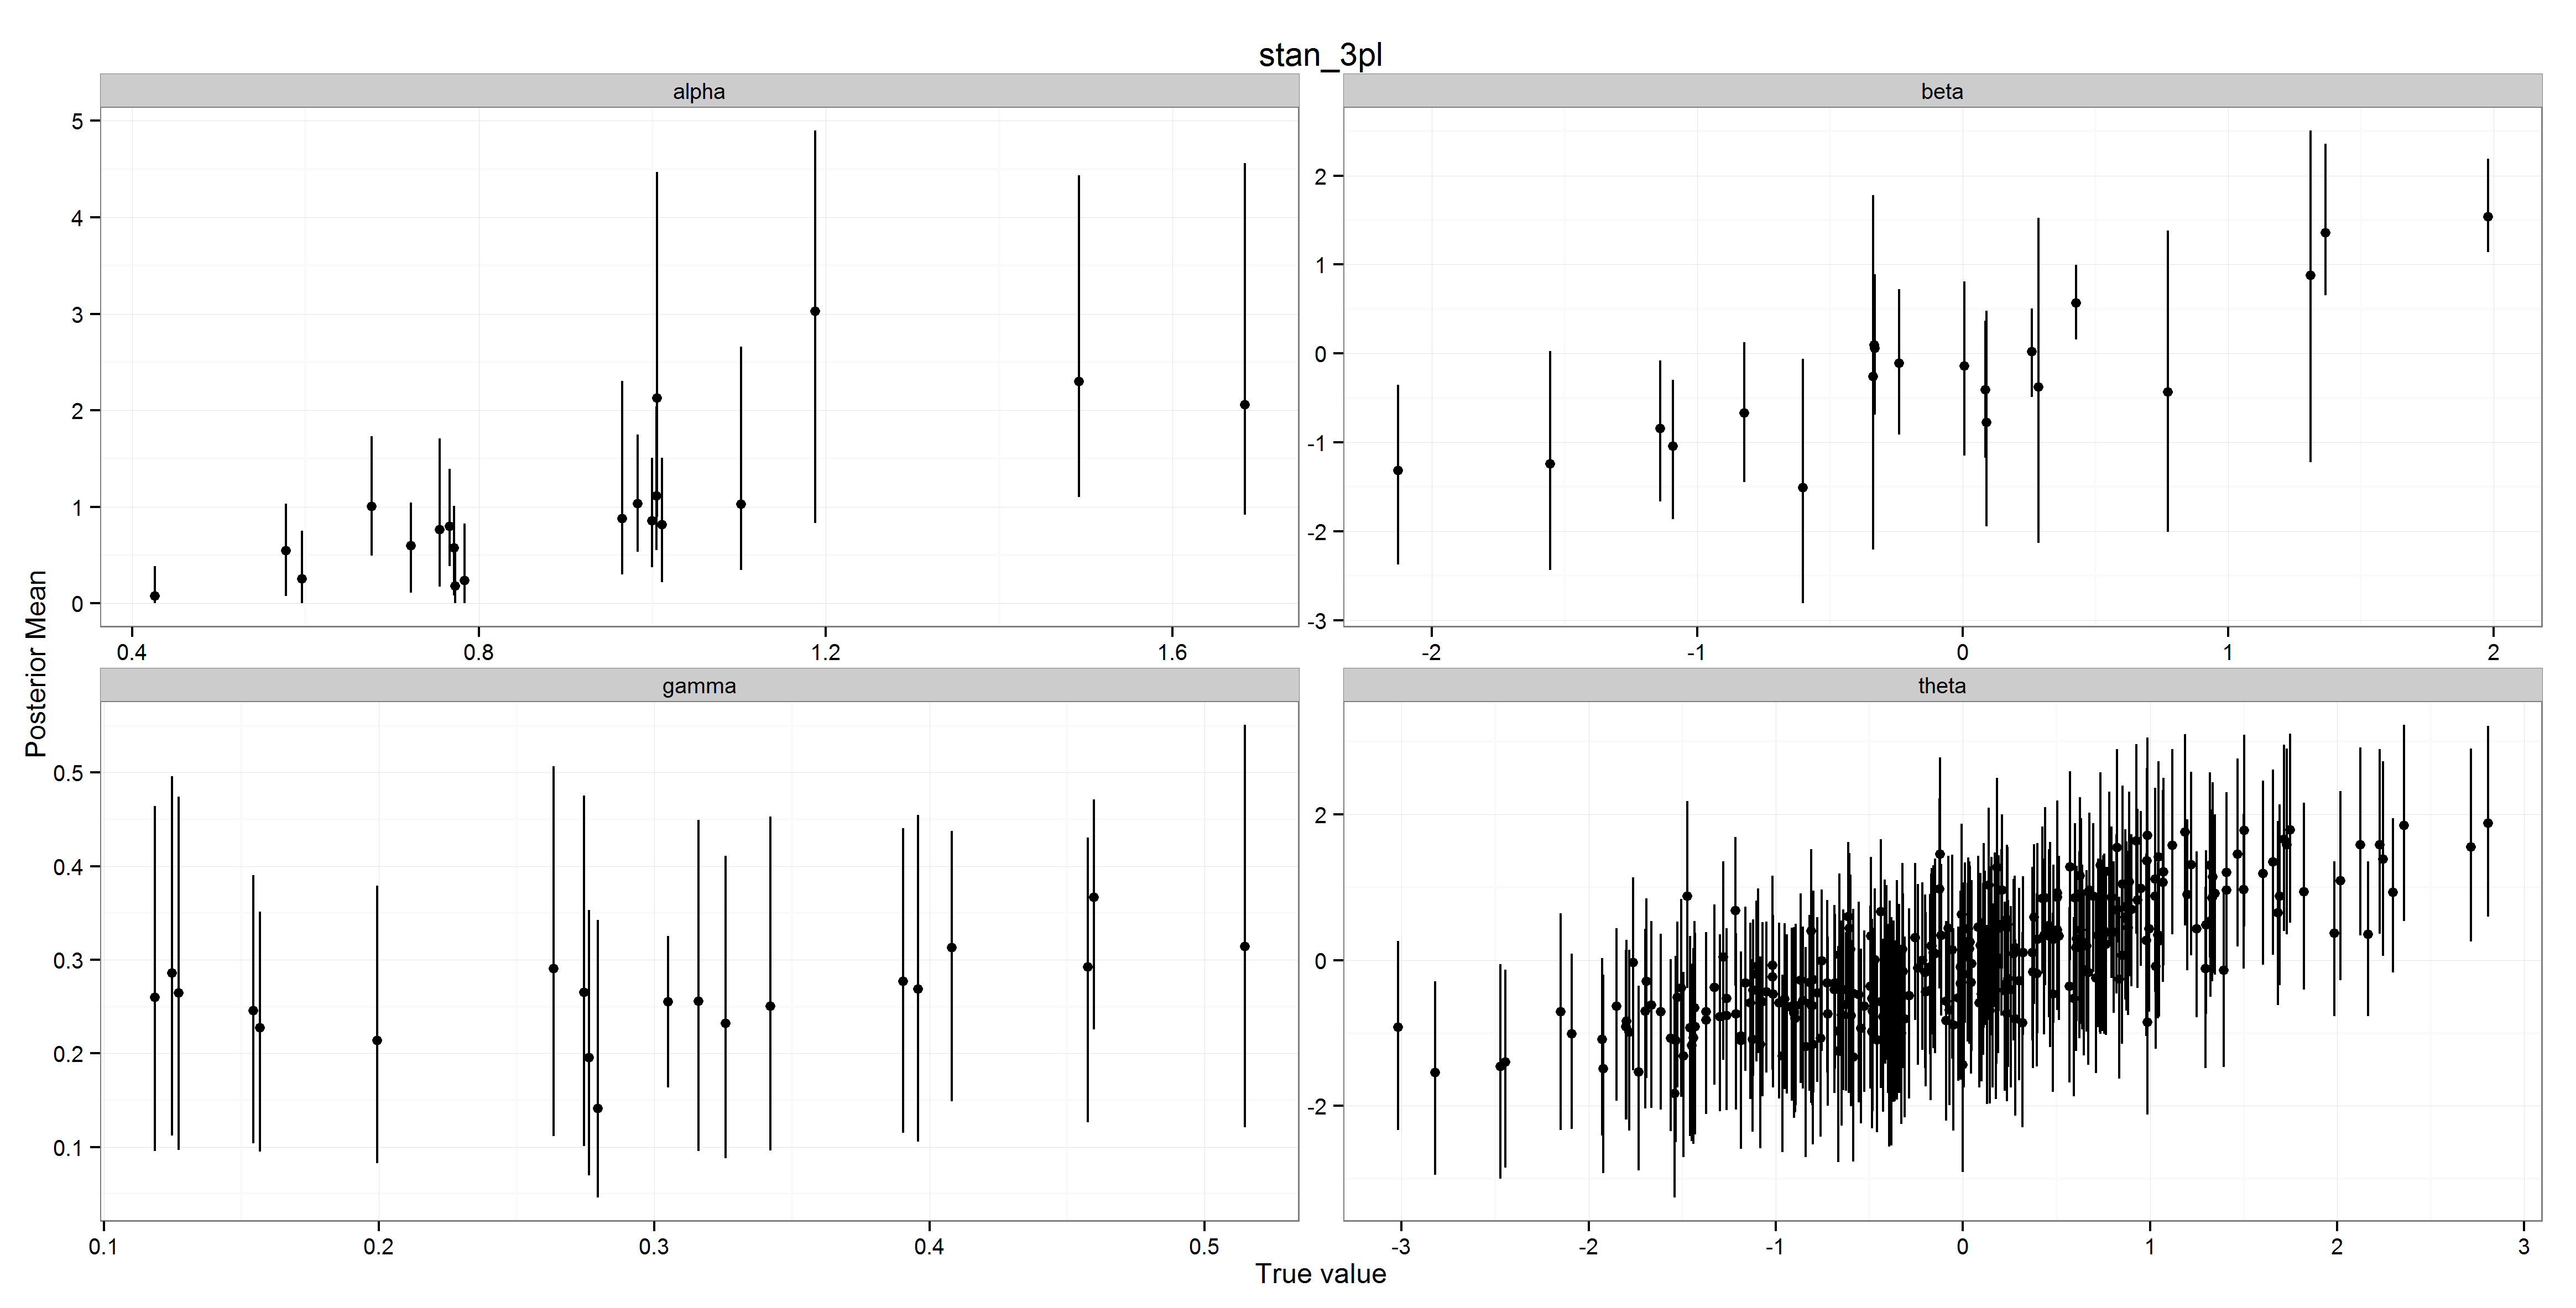 stan_3pl
alpha
beta
5
4
3
2
1
0
0.4 0.8 1.2 1.6
2
1
0
-1
-2
-3
-2 -1 0 1 2
Posterior Mean
gamma
theta
0.5
0.4
0.3
0.2
0.1
0.1 0.2 0.3 0.4 0.5
2
0
-2
-3 -2 -1 0 1 2 3
True value